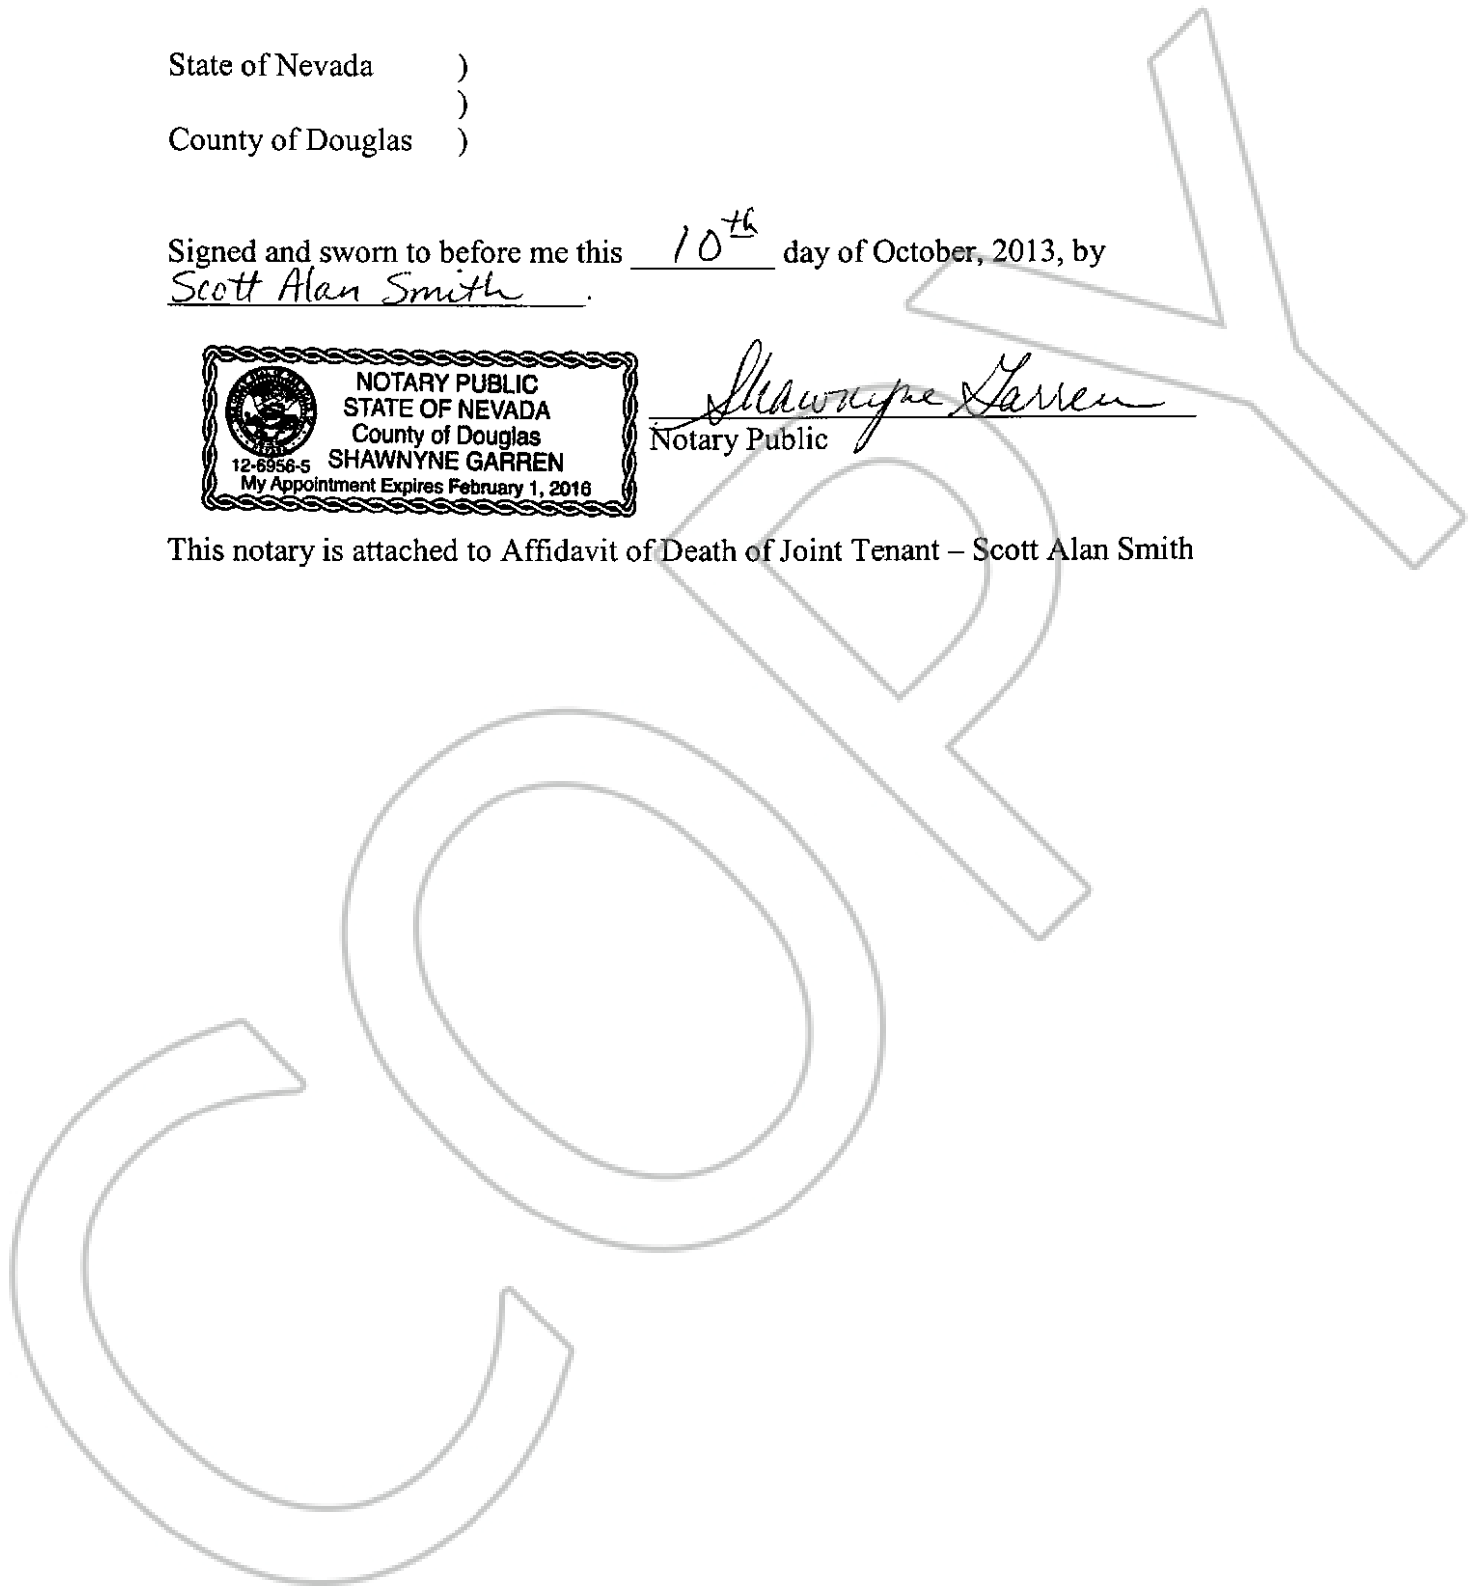 State of Nevada )
)
County of Douglas )
Signed and sworn to before me this 10th day of October, 2013, by
Scott Alan Smith .
NOTARY PUBLIC
STATE OF NEVADA
County of Douglas
12-6956-5 SHAWNYNE GARREN
My Appointment Expires February 1, 2016
Shawnyne Garren
Notary Public
This notary is attached to Affidavit of Death of Joint Tenant – Scott Alan Smith
COPY